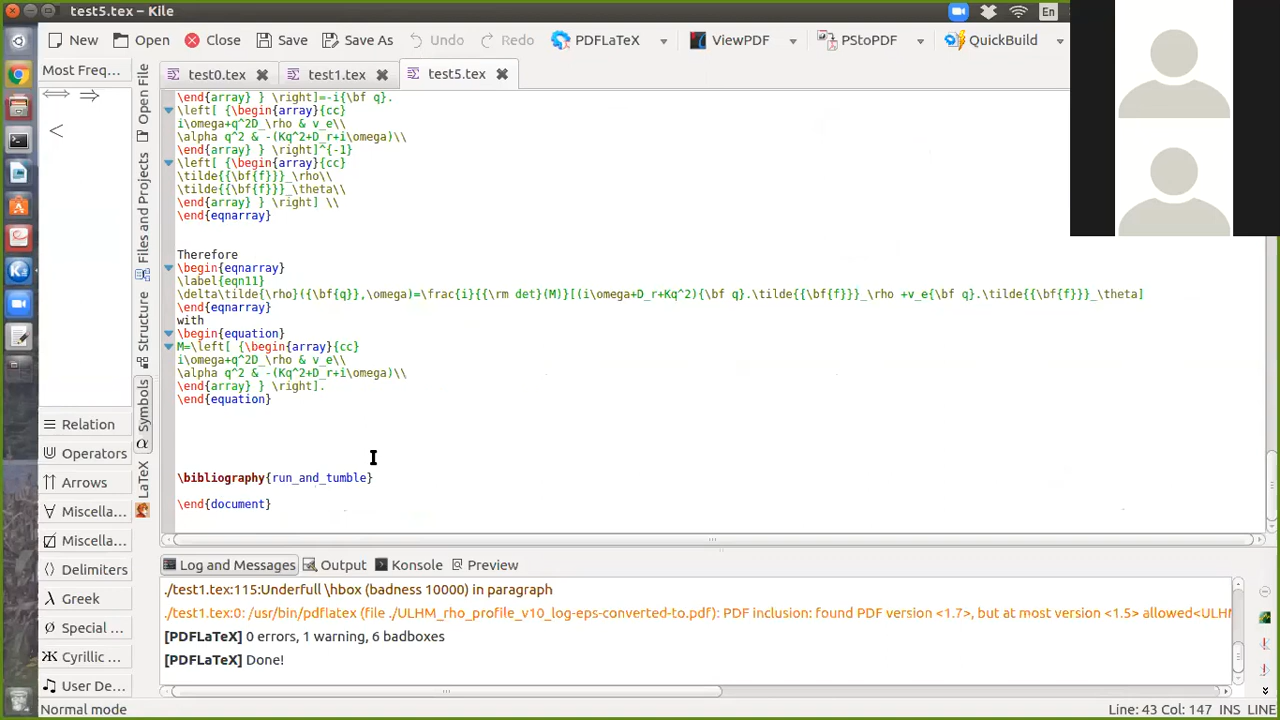 test5.tex – Kile
En
New Open Close Save Save As Undo Redo PDFLaTeX ViewPDF PStoPDF QuickBuild
Most Freq... test0.tex test1.tex test5.tex
Open File
Files and Projects
Structure
Symbols
LaTeX
⟺ ⇒
<
Relation
Operators
Arrows
Miscella...
Miscella...
Delimiters
Greek
Special ...
Cyrillic ...
User De...
\end{array} } \right]=-i{\bf q}.
\left[ {\begin{array}{cc}
i\omega+q^2D_\rho & v_e\\
\alpha q^2 & -(Kq^2+D_r+i\omega)\\
\end{array} } \right]^{-1}
\left[ {\begin{array}{cc}
\tilde{{\bf{f}}}_\rho\\
\tilde{{\bf{f}}}_\theta\\
\end{array} } \right] \\
\end{eqnarray}
Therefore
\begin{eqnarray}
\label{eqn11}
\delta\tilde{\rho}({\bf{q}},\omega)=\frac{i}{{\rm det}(M)}[(i\omega+D_r+Kq^2){\bf q}.\tilde{{\bf{f}}}_\rho +v_e{\bf q}.\tilde{{\bf{f}}}_\theta]
\end{eqnarray}
with
\begin{equation}
M=\left[ {\begin{array}{cc}
i\omega+q^2D_\rho & v_e\\
\alpha q^2 & -(Kq^2+D_r+i\omega)\\
\end{array} } \right].
\end{equation}
\bibliography{run_and_tumble}
\end{document}
Log and Messages Output Konsole Preview
./test1.tex:115:Underfull \hbox (badness 10000) in paragraph
./test1.tex:0: /usr/bin/pdflatex (file ./ULHM_rho_profile_v10_log-eps-converted-to.pdf): PDF inclusion: found PDF version <1.7>, but at most version <1.5> allowed<ULHM
[PDFLaTeX] 0 errors, 1 warning, 6 badboxes
[PDFLaTeX] Done!
Normal mode Line: 43 Col: 147 INS LINE